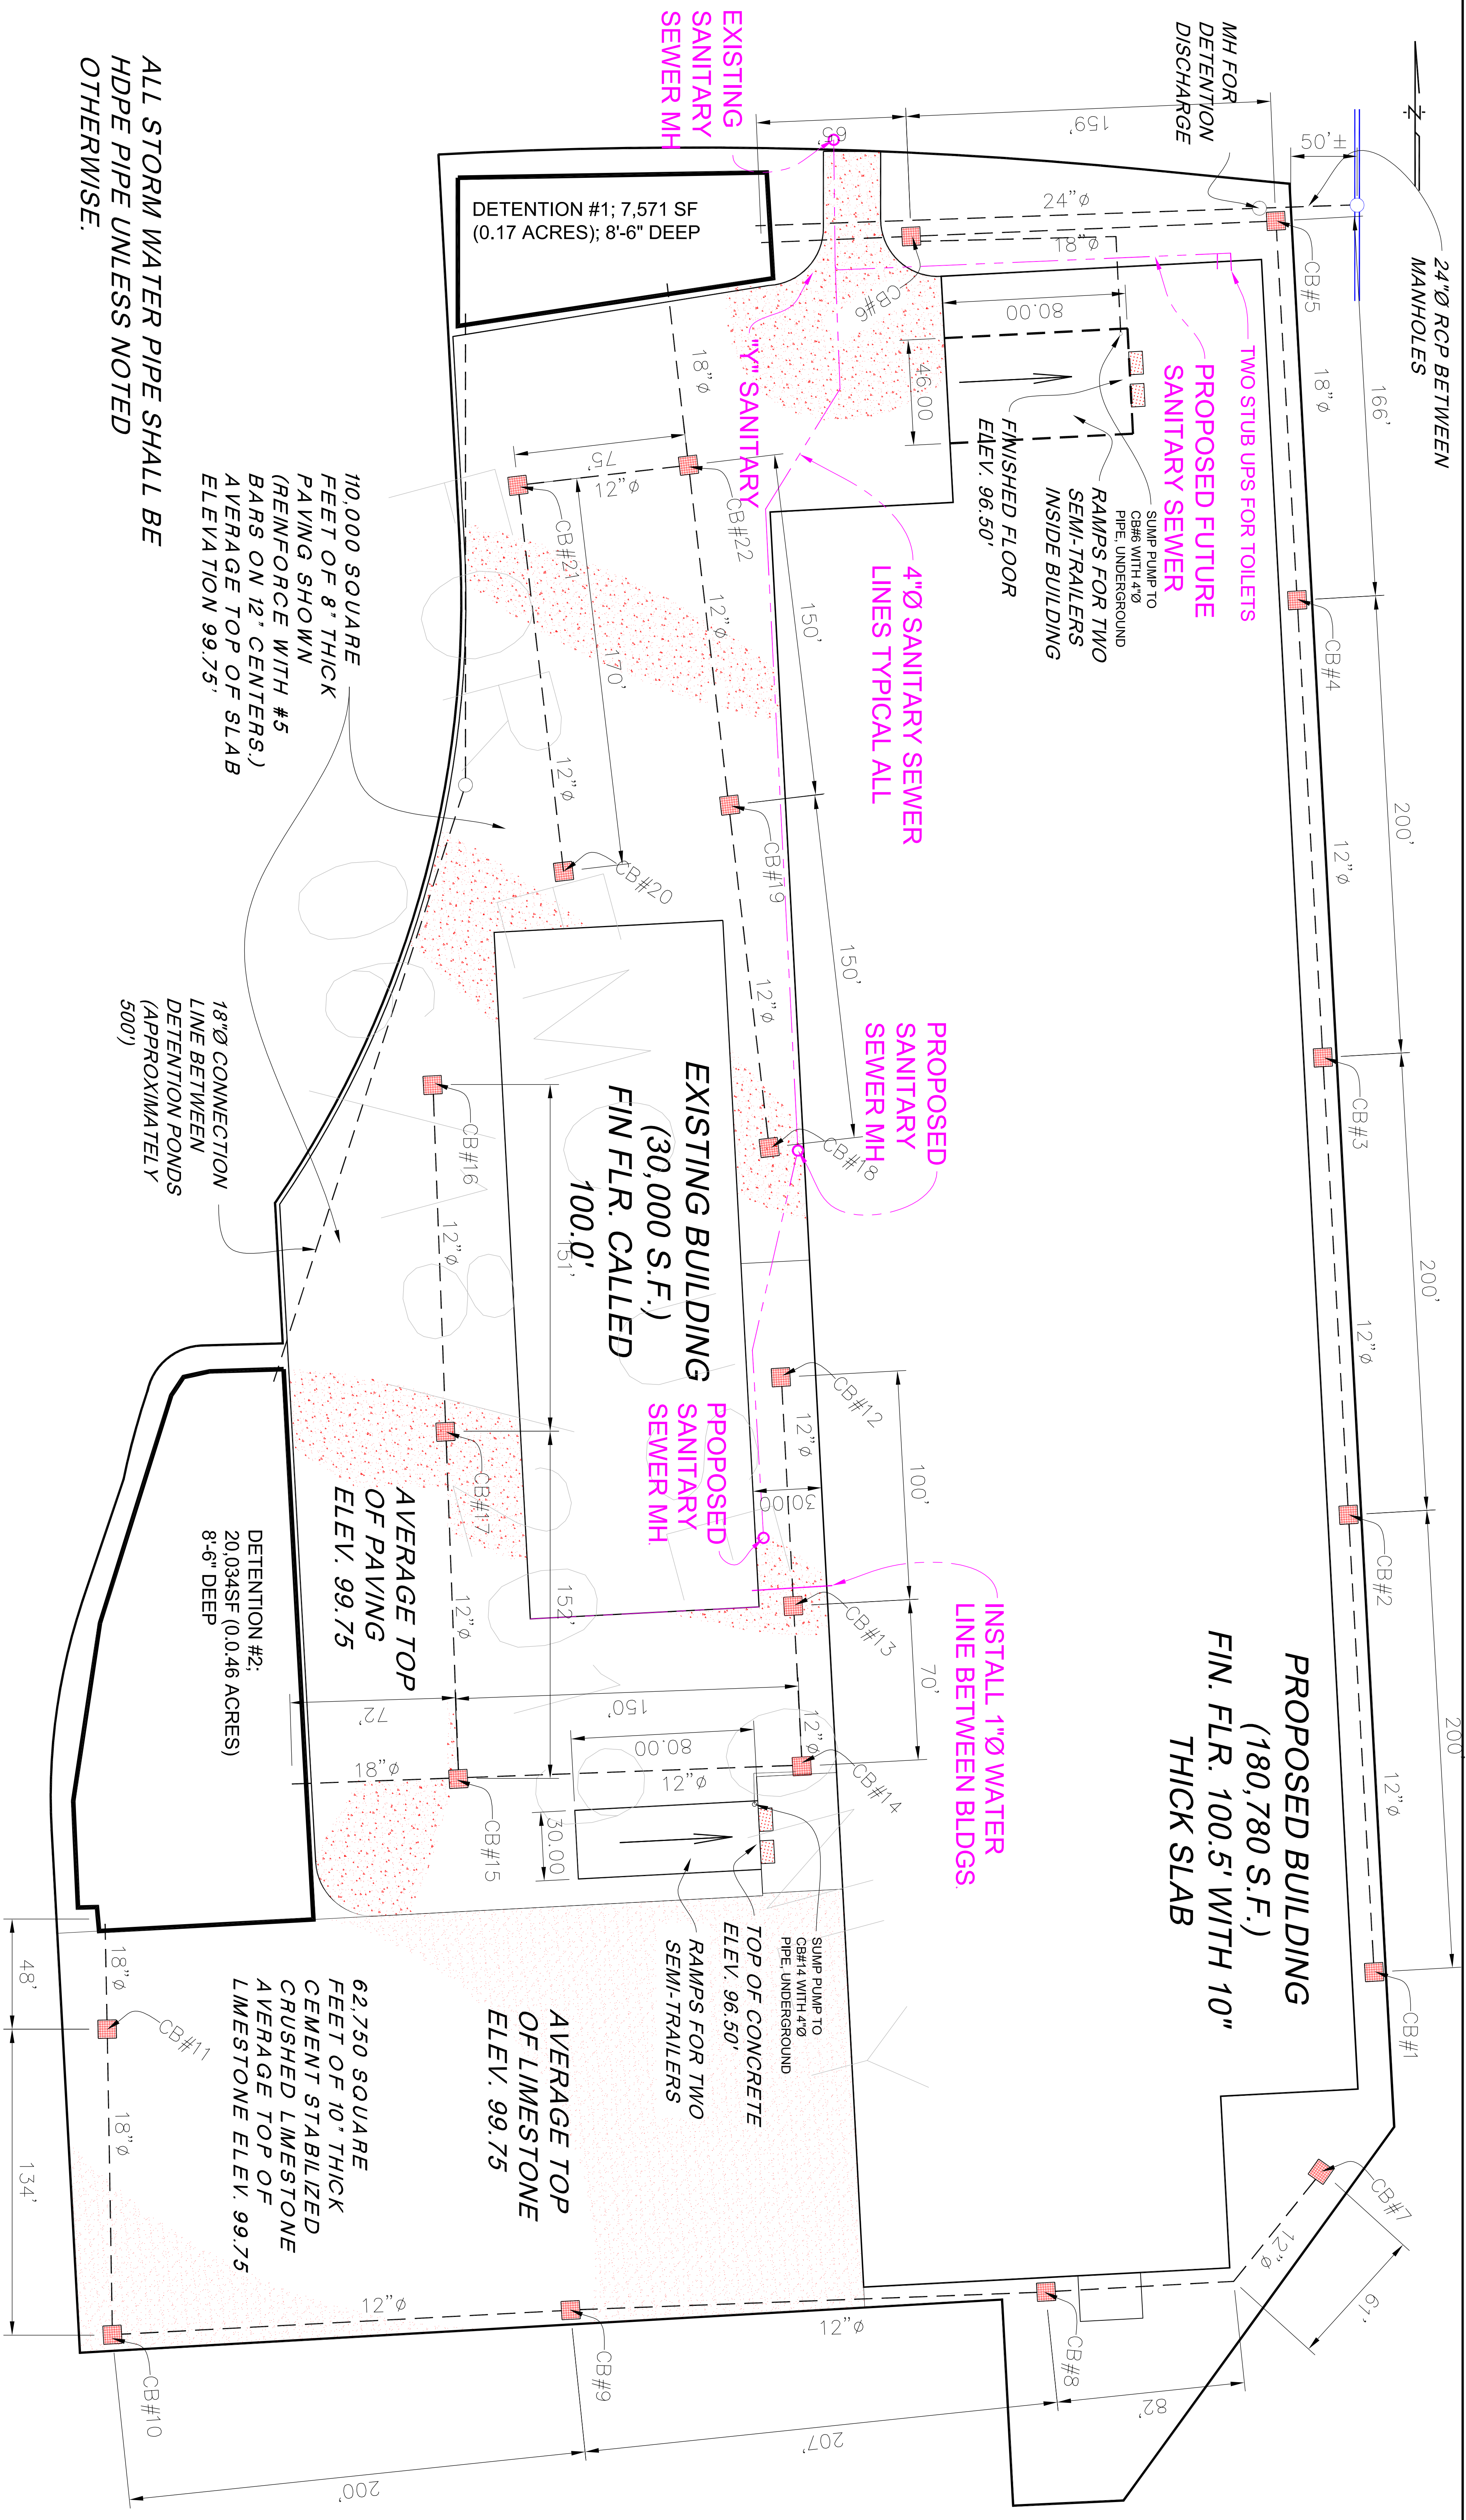 24"Ø RCP BETWEEN
MANHOLES
N
50'±
MH FOR
DETENTION
DISCHARGE
159'
65'
EXISTING
SANITARY
SEWER MH
24"ø
18"ø
CB#5
CB#6
166'
18"ø
CB#4
200'
12"ø
CB#3
200'
12"ø
CB#2
200'
12"ø
CB#1
TWO STUB UPS FOR TOILETS
PROPOSED FUTURE
SANITARY SEWER
SUMP PUMP TO
CB#6 WITH 4"Ø
PIPE, UNDERGROUND
RAMPS FOR TWO
SEMI-TRAILERS
INSIDE BUILDING
FINISHED FLOOR
ELEV. 96.50'
80.00
46.00
"Y" SANITARY
4"Ø SANITARY SEWER
LINES TYPICAL ALL
PROPOSED
SANITARY
SEWER MH
PROPOSED BUILDING
(180,780 S.F.)
FIN. FLR. 100.5' WITH 10"
THICK SLAB
INSTALL 1"Ø WATER
LINE BETWEEN BLDGS.
DETENTION #1; 7,571 SF
(0.17 ACRES); 8'-6" DEEP
18"ø
75'
12"ø
CB#22
CB#21
150'
12"ø
170'
12"ø
CB#19
CB#20
150'
12"ø
CB#18
EXISTING BUILDING
(30,000 S.F.)
FIN FLR. CALLED
100.0'
CB#12
12"ø
100'
30.00
CB#13
70'
12"ø
CB#14
PPOPOSED
SANITARY
SEWER MH
CB#16
12"ø
151'
CB#17
12"ø
152'
150'
72'
80.00
12"ø
18"ø
30.00
CB#15
AVERAGE TOP
OF PAVING
ELEV. 99.75
SUMP PUMP TO
CB#14 WITH 4"Ø
PIPE, UNDERGROUND
TOP OF CONCRETE
ELEV. 96.50'
RAMPS FOR TWO
SEMI-TRAILERS
AVERAGE TOP
OF LIMESTONE
ELEV. 99.75
62,750 SQUARE
FEET OF 10" THICK
CEMENT STABILIZED
CRUSHED LIMESTONE
AVERAGE TOP OF
LIMESTONE ELEV. 99.75
DETENTION #2;
20,034SF (0.0.46 ACRES)
8'-6" DEEP
110,000 SQUARE
FEET OF 8" THICK
PAVING SHOWN
(REINFORCE WITH #5
BARS ON 12" CENTERS.)
AVERAGE TOP OF SLAB
ELEVATION 99.75'
18"Ø CONNECTION
LINE BETWEEN
DETENTION PONDS
(APPROXIMATELY
500')
ALL STORM WATER PIPE SHALL BE
HDPE PIPE UNLESS NOTED
OTHERWISE.
CB#7
12"ø
67'
CB#8
82'
12"ø
207'
CB#9
12"ø
200'
CB#10
18"ø
48'
CB#11
18"ø
134'